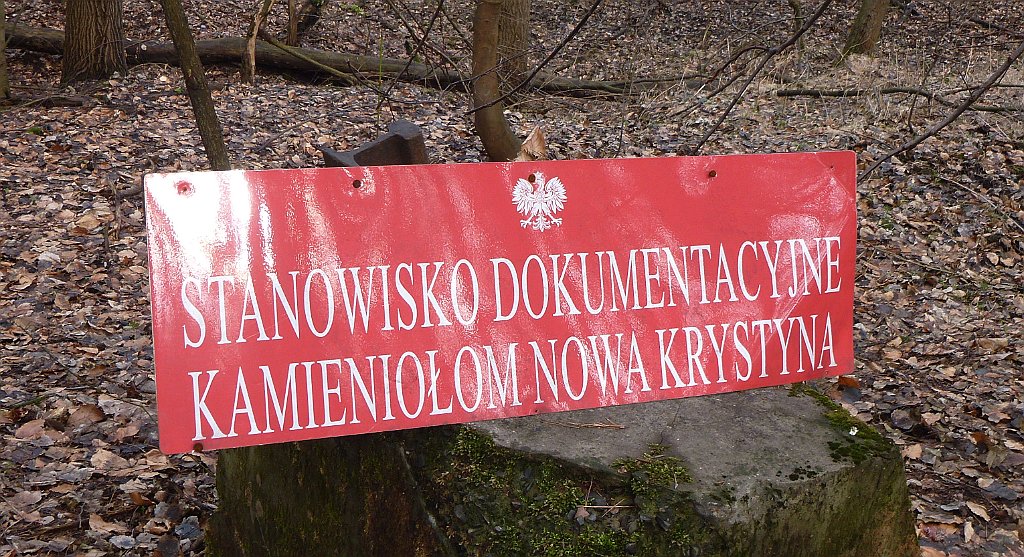 STANOWISKO DOKUMENTACYJNE
KAMIENIOŁOM NOWA KRYSTYNA